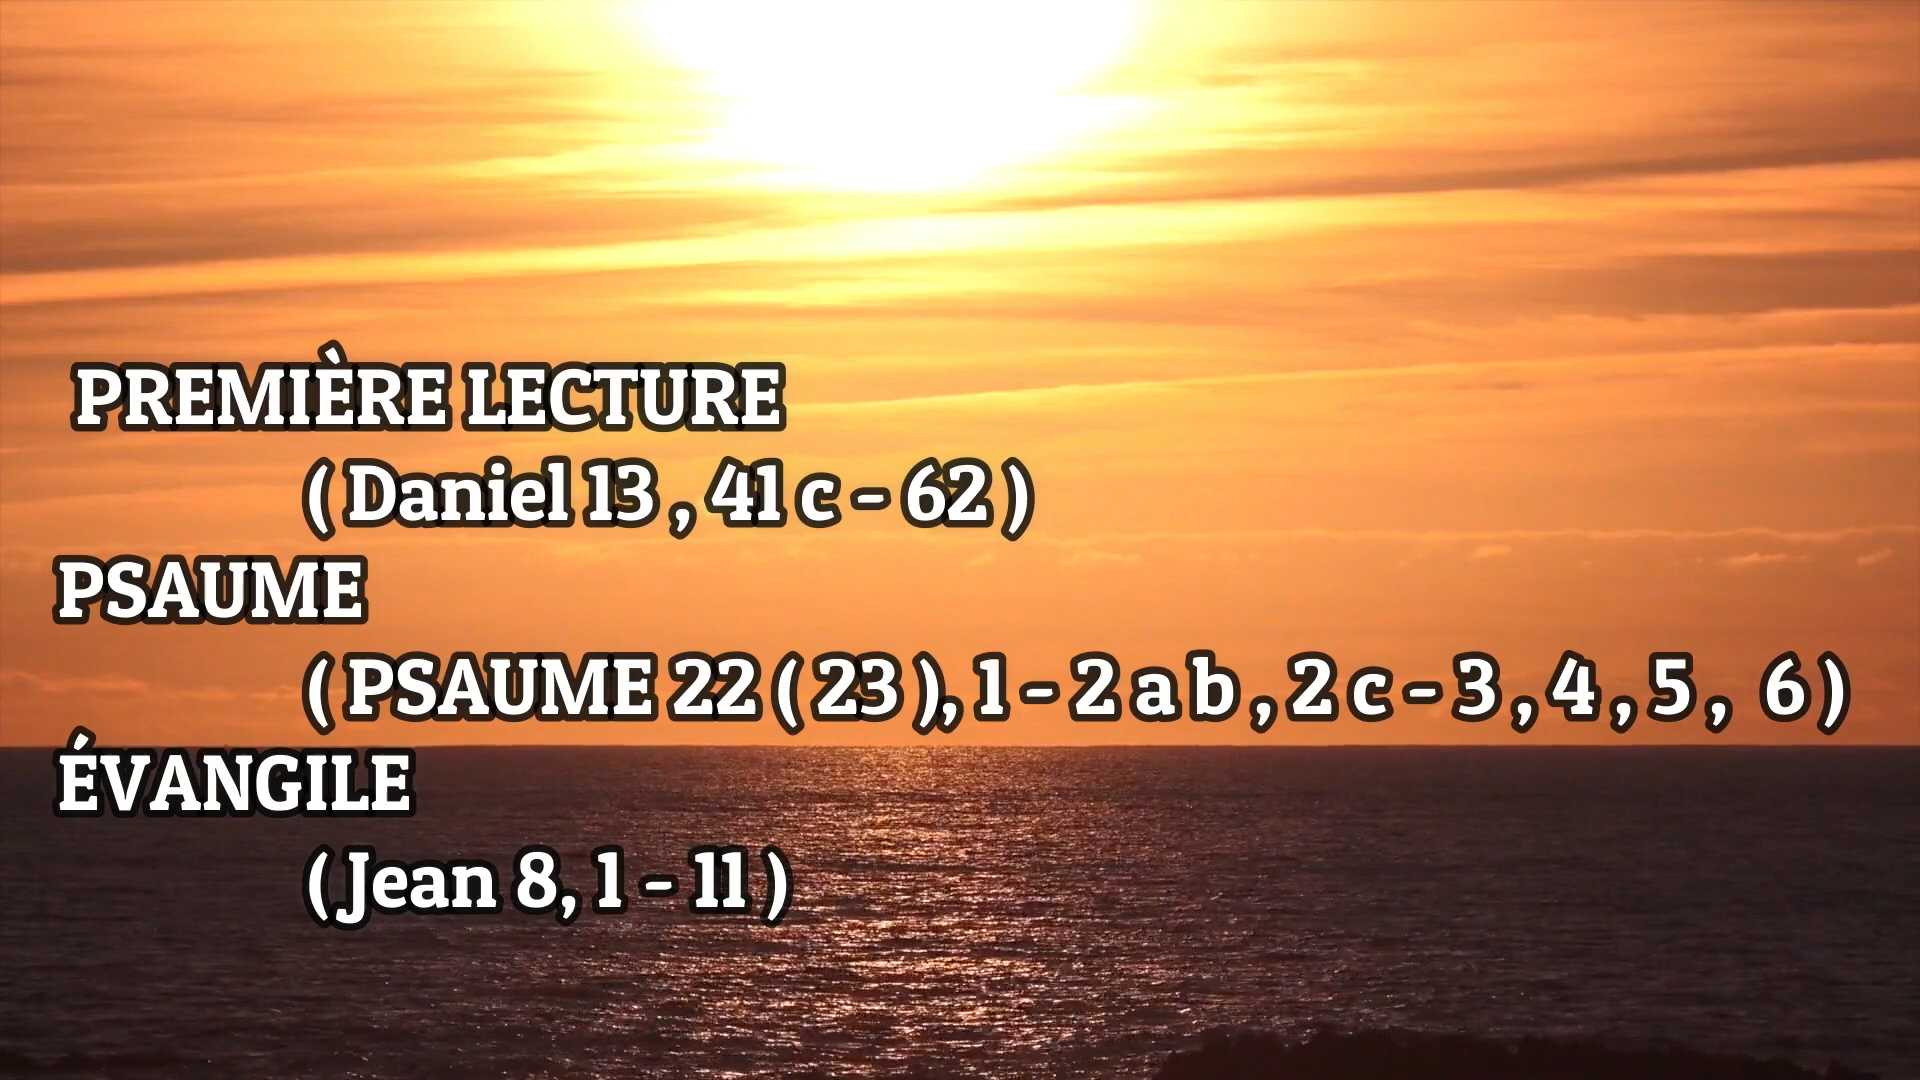 PREMIÈRE LECTURE
( Daniel 13 , 41 c - 62 )
PSAUME
( PSAUME 22 ( 23 ), 1 - 2 a b , 2 c - 3 , 4 , 5 , 6 )
ÉVANGILE
( Jean 8, 1 - 11 )